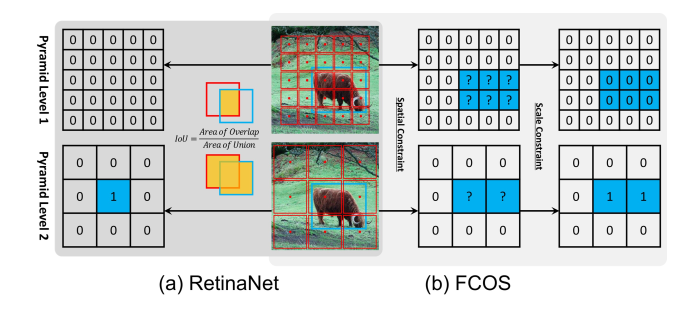 Pyramid Level 1
0 0 0 0 0
0 0 0 0 0
0 0 0 0 0
0 0 0 0 0
0 0 0 0 0
Pyramid Level 2
0 0 0
0 1 0
0 0 0
IoU = Area of Overlap
Area of Union
Spatial Constraint
0 0 0 0 0
0 0 0 0 0
0 0 ? ? ?
0 0 ? ? ?
0 0 0 0 0
0 0 0
0 ? ?
0 0 0
Scale Constraint
0 0 0 0 0
0 0 0 0 0
0 0 0 0 0
0 0 0 0 0
0 0 0 0 0
0 0 0
0 1 1
0 0 0
(a) RetinaNet
(b) FCOS